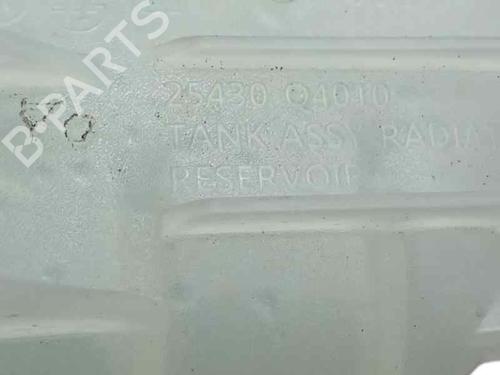 B-PARTS
25430 Q4010
TANK ASSY RADIA
RESERVOIR